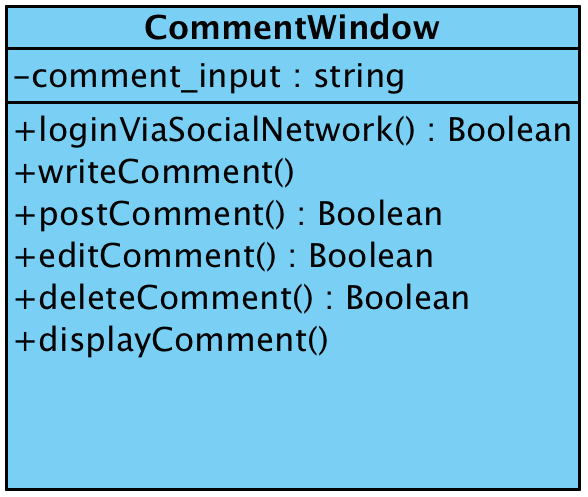 CommentWindow
-comment_input : string
+loginViaSocialNetwork() : Boolean
+writeComment()
+postComment() : Boolean
+editComment() : Boolean
+deleteComment() : Boolean
+displayComment()